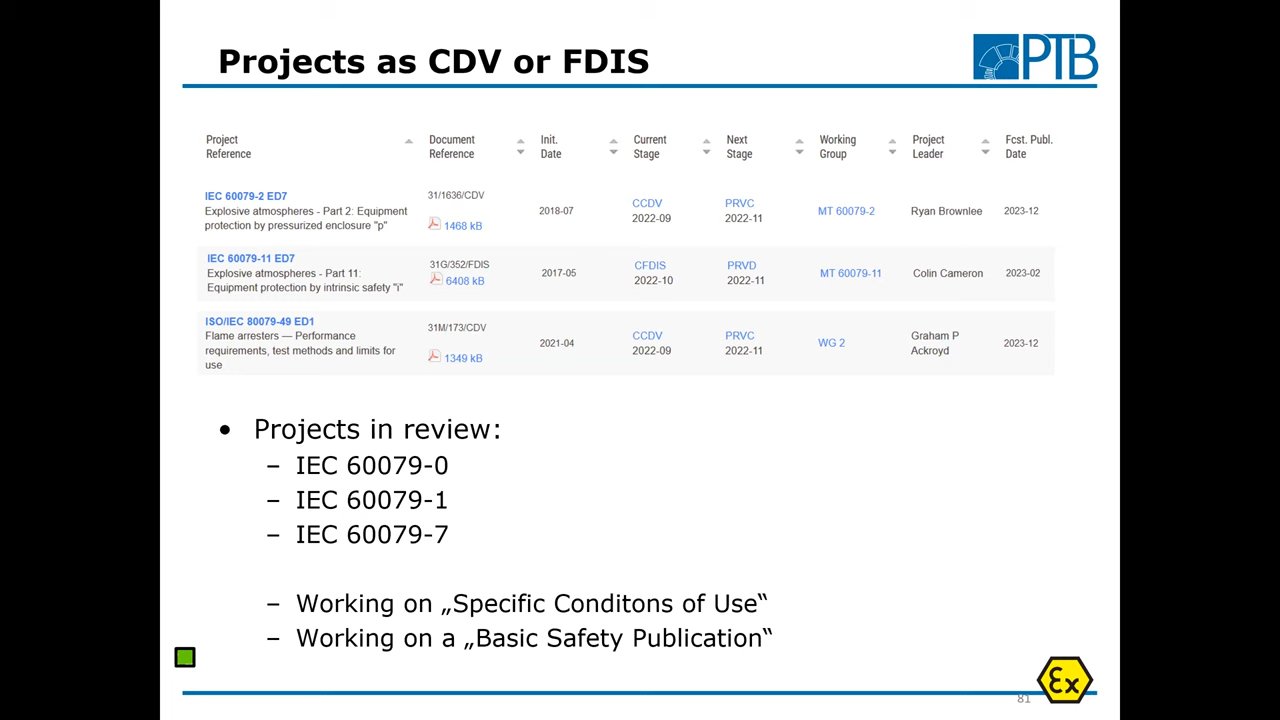 Projects as CDV or FDIS
PTB
Project Reference
Document Reference
Init. Date
Current Stage
Next Stage
Working Group
Project Leader
Fcst. Publ. Date
IEC 60079-2 ED7
Explosive atmospheres - Part 2: Equipment
protection by pressurized enclosure "p"
31/1636/CDV
1468 kB
2018-07
CCDV
2022-09
PRVC
2022-11
MT 60079-2
Ryan Brownlee
2023-12
IEC 60079-11 ED7
Explosive atmospheres - Part 11:
Equipment protection by intrinsic safety "i"
31G/352/FDIS
6408 kB
2017-05
CFDIS
2022-10
PRVD
2022-11
MT 60079-11
Colin Cameron
2023-02
ISO/IEC 80079-49 ED1
Flame arresters — Performance
requirements, test methods and limits for
use
31M/173/CDV
1349 kB
2021-04
CCDV
2022-09
PRVC
2022-11
WG 2
Graham P
Ackroyd
2023-12
• Projects in review:
– IEC 60079-0
– IEC 60079-1
– IEC 60079-7
– Working on „Specific Conditons of Use“
– Working on a „Basic Safety Publication“
81
Ex